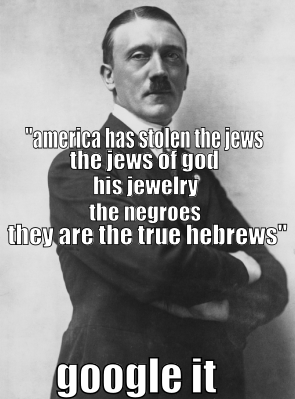 "america has stolen the jews
the jews of god
his jewelry
the negroes
they are the true hebrews"
google it